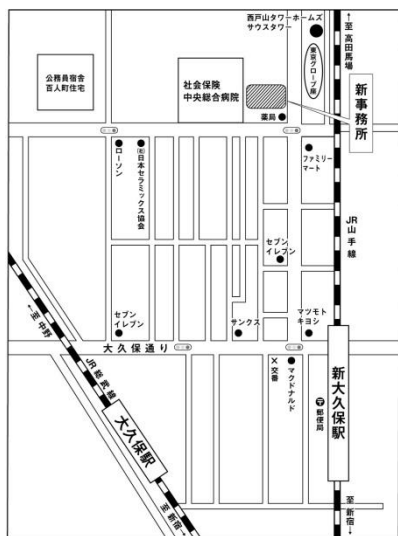 西戸山タワーホームズ
サウスタワー
←至高田馬場
公務員宿舎
百人町住宅
社会保険
中央総合病院
東京グローブ座
新事務所
薬局
ローソン
㈳日本セラミックス協会
ファミリー
マート
JR山手線
セブン
イレブン
←至中野
セブン
イレブン
サンクス
マツモト
キヨシ
大久保通り
JR総武線
大久保駅
交番
マクドナルド
郵便局
新大久保駅
至新宿→
至新宿→